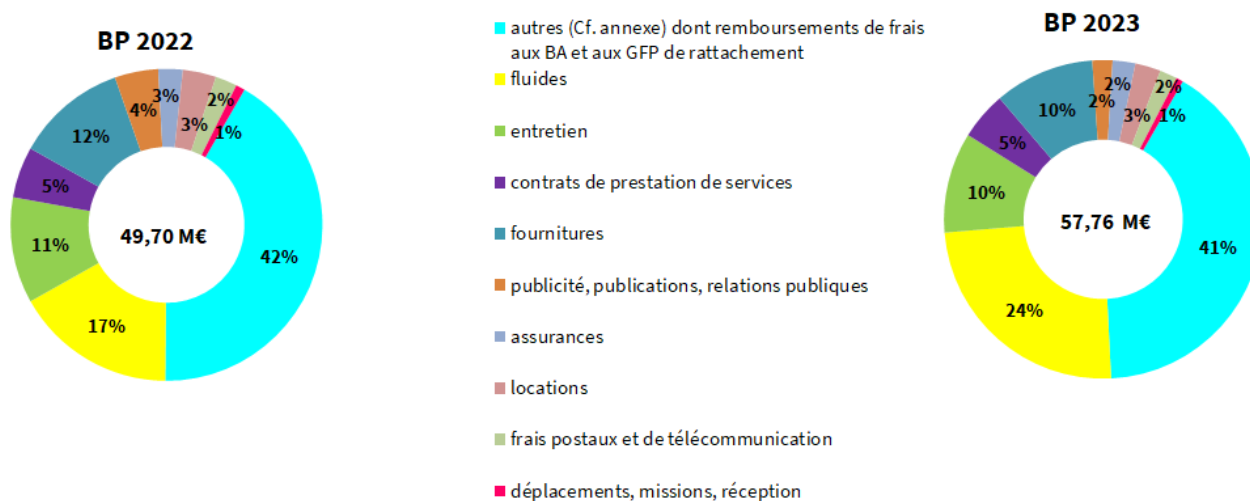 BP 2022
42%
17%
11%
5%
12%
4%
3%
3%
2%
1%
49,70 M€
autres (Cf. annexe) dont remboursements de frais
aux BA et aux GFP de rattachement
fluides
entretien
contrats de prestation de services
fournitures
publicité, publications, relations publiques
assurances
locations
frais postaux et de télécommunication
déplacements, missions, réception
BP 2023
41%
24%
10%
5%
10%
2%
2%
3%
2%
1%
57,76 M€